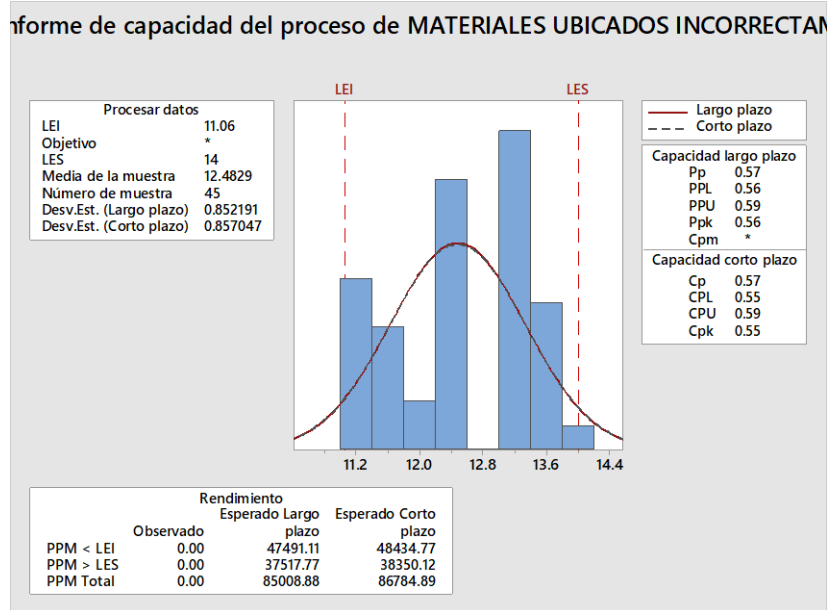 nforme de capacidad del proceso de MATERIALES UBICADOS INCORRECTAM
LEI LES
Procesar datos
LEI 11.06
Objetivo *
LES 14
Media de la muestra 12.4829
Número de muestra 45
Desv.Est. (Largo plazo) 0.852191
Desv.Est. (Corto plazo) 0.857047
Largo plazo
Corto plazo
Capacidad largo plazo
Pp 0.57
PPL 0.56
PPU 0.59
Ppk 0.56
Cpm *
Capacidad corto plazo
Cp 0.57
CPL 0.55
CPU 0.59
Cpk 0.55
11.2 12.0 12.8 13.6 14.4
Rendimiento
Esperado Largo Esperado Corto
Observado plazo plazo
PPM < LEI 0.00 47491.11 48434.77
PPM > LES 0.00 37517.77 38350.12
PPM Total 0.00 85008.88 86784.89